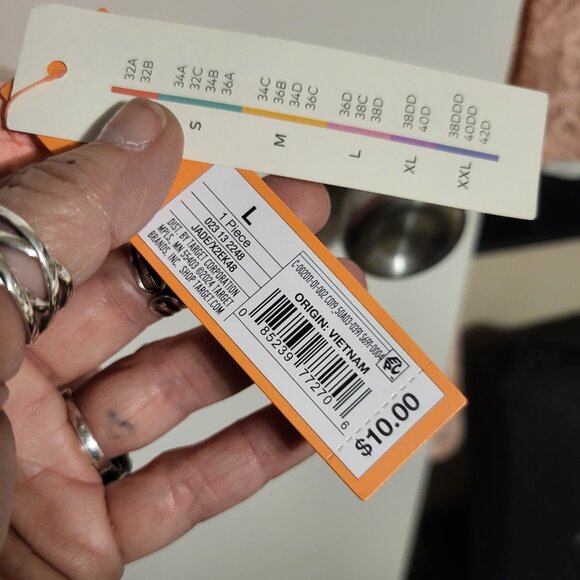 32A
32B
34A
32C
34B
36A
34C
36B
34D
36C
36D
38C
38D
38DD
40D
38DDD
40DD
42D
S
M
L
XL
XXL
L
1 Piece
023 13 2248
JADE/X2EK48
DIST. BY TARGET CORPORATION
MPLS, MN 55403 ©2024 TARGET
BRANDS, INC. SHOP TARGET.COM
ORIGIN: VIETNAM
0 85239 77270 6
$10.00